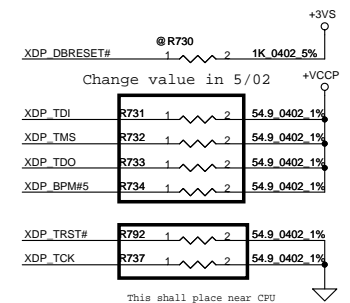 +3VS
@R730
XDP_DBRESET# 1 2 1K_0402_5%
Change value in 5/02 +VCCP
XDP_TDI R731 1 2 54.9_0402_1%
XDP_TMS R732 1 2 54.9_0402_1%
XDP_TDO R733 1 2 54.9_0402_1%
XDP_BPM#5 R734 1 2 54.9_0402_1%
XDP_TRST# R792 1 2 54.9_0402_1%
XDP_TCK R737 1 2 54.9_0402_1%
This shall place near CPU